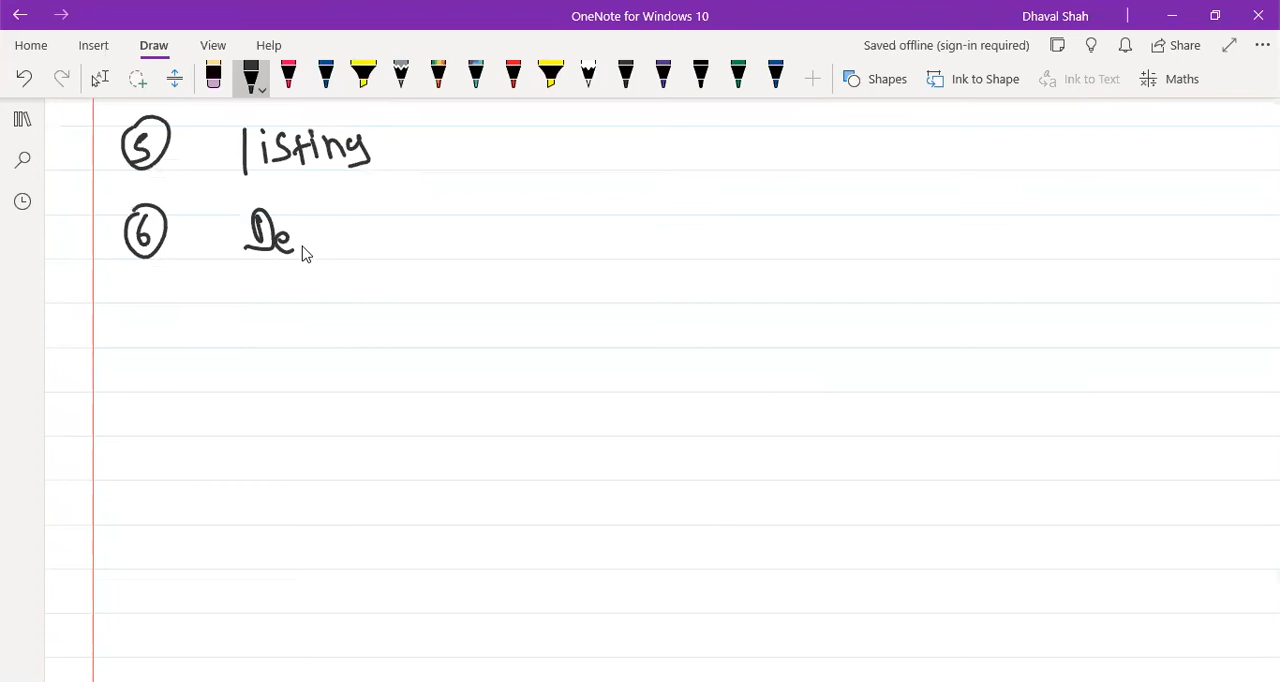 OneNote for Windows 10 Dhaval Shah
Home Insert Draw View Help Saved offline (sign-in required) Share
Shapes Ink to Shape Ink to Text Maths
5 listing
6 De